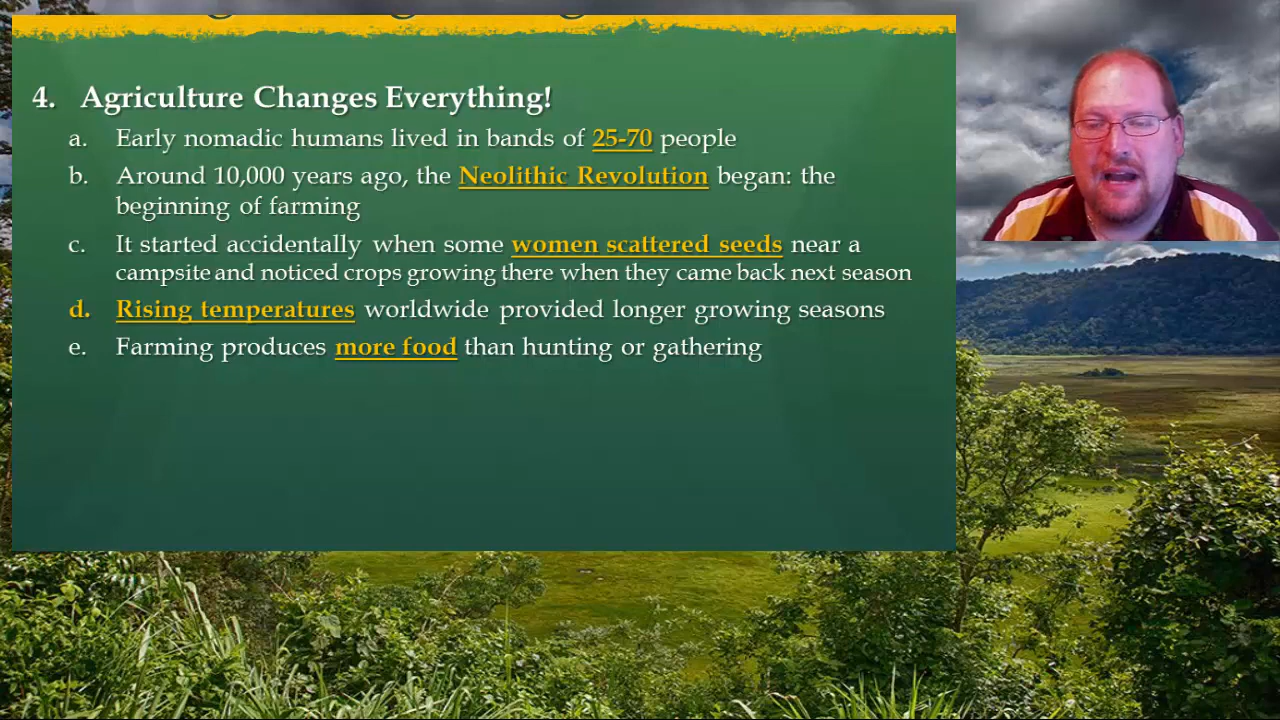 4. Agriculture Changes Everything!
a. Early nomadic humans lived in bands of 25-70 people
b. Around 10,000 years ago, the Neolithic Revolution began: the
beginning of farming
c. It started accidentally when some women scattered seeds near a
campsite and noticed crops growing there when they came back next season
d. Rising temperatures worldwide provided longer growing seasons
e. Farming produces more food than hunting or gathering